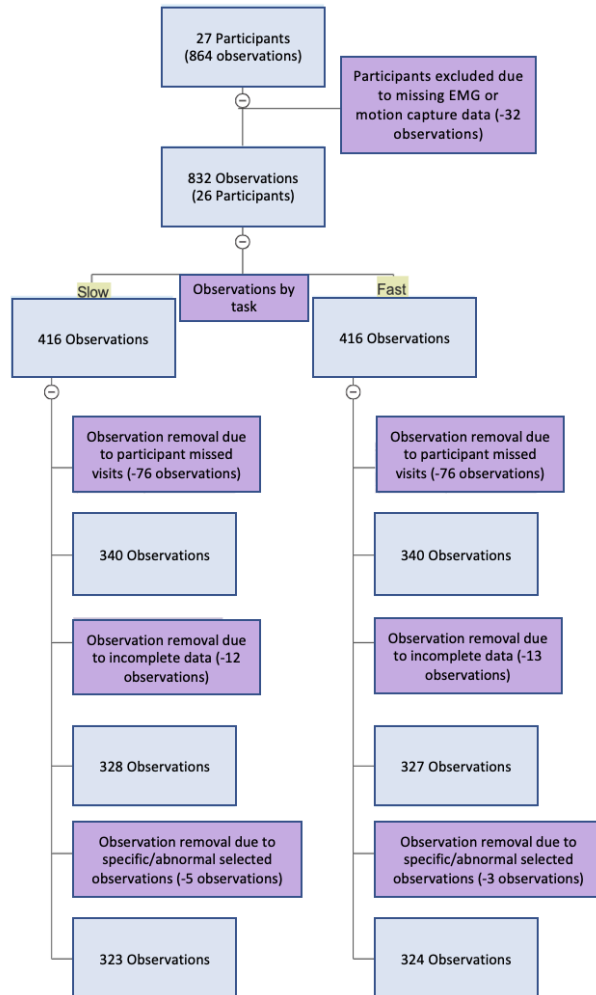 27 Participants
(864 observations)
Participants excluded due
to missing EMG or
motion capture data (-32
observations)
832 Observations
(26 Participants)
Slow
Observations by
task
Fast
416 Observations
416 Observations
Observation removal due
to participant missed
visits (-76 observations)
Observation removal due
to participant missed
visits (-76 observations)
340 Observations
340 Observations
Observation removal due
to incomplete data (-12
observations)
Observation removal due
to incomplete data (-13
observations)
328 Observations
327 Observations
Observation removal due to
specific/abnormal selected
observations (-5 observations)
Observation removal due to
specific/abnormal selected
observations (-3 observations)
323 Observations
324 Observations